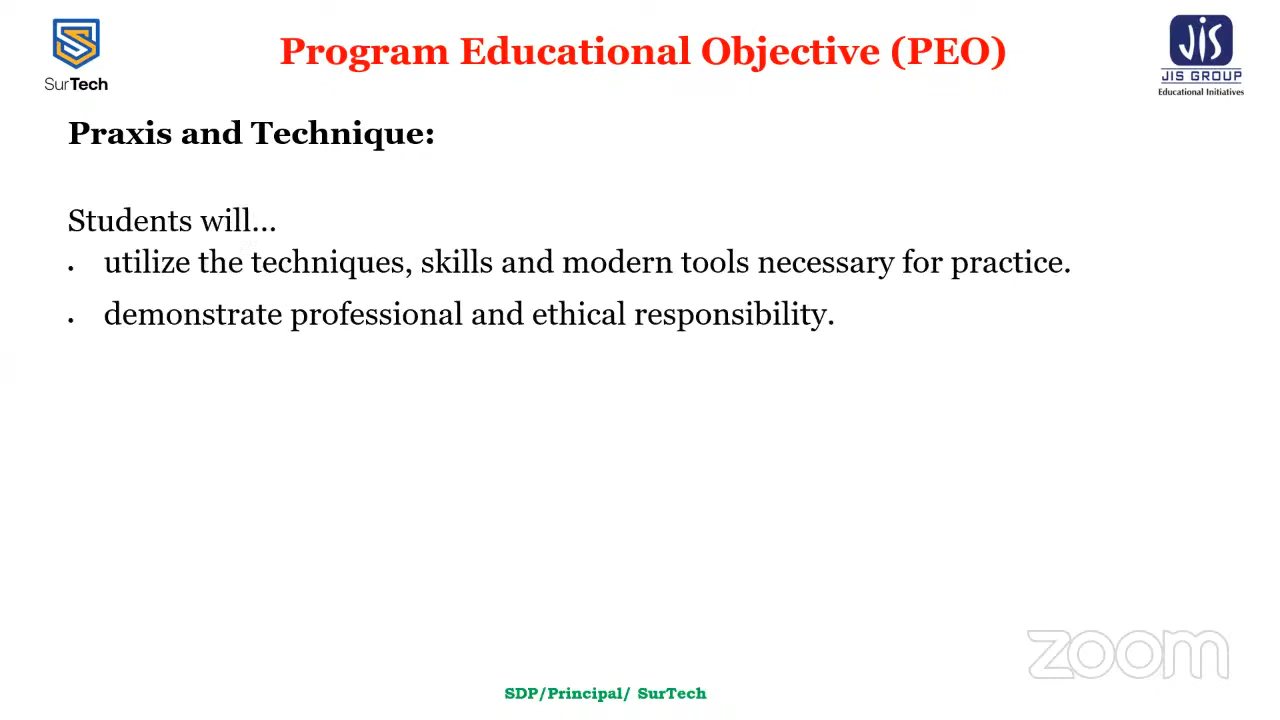 Program Educational Objective (PEO)
SurTech
JIS
JIS GROUP
Educational Initiatives
Praxis and Technique:
Students will...
• utilize the techniques, skills and modern tools necessary for practice.
• demonstrate professional and ethical responsibility.
zoom
SDP/Principal/ SurTech